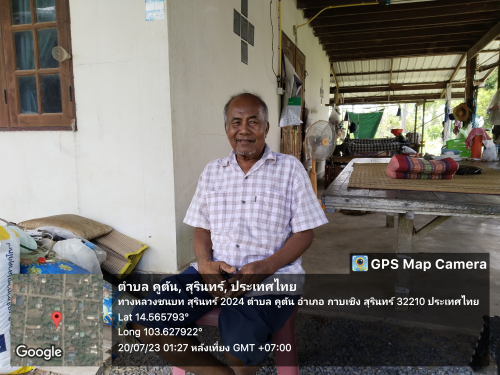 GPS Map Camera
ตำบล คูตัน, สุรินทร์, ประเทศไทย
ทางหลวงชนบท สุรินทร์ 2024 ตำบล คูตัน อำเภอ กาบเชิง สุรินทร์ 32210 ประเทศไทย
Lat 14.565793°
Long 103.627922°
20/07/23 01:27 หลังเที่ยง GMT +07:00
Google